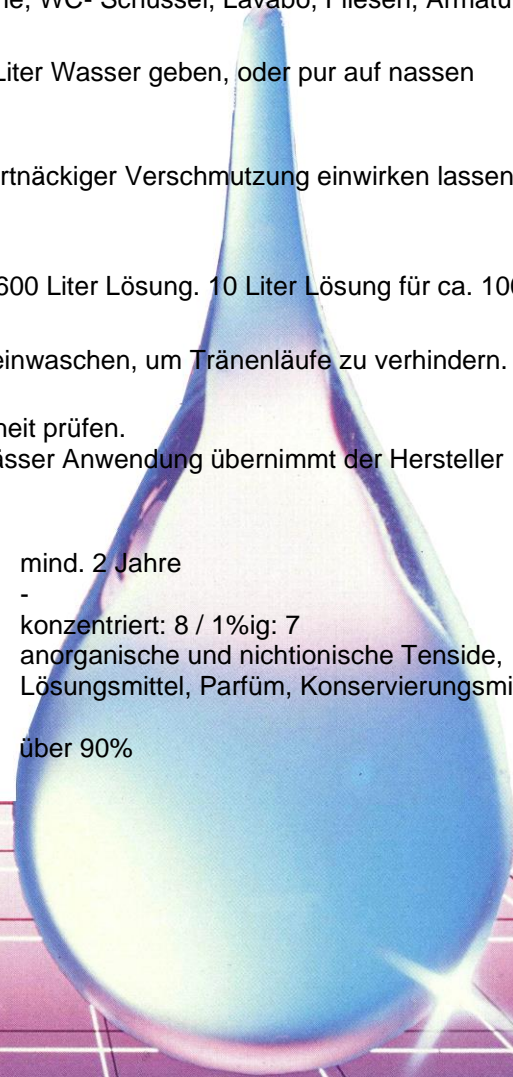 ne, WC- Schüssel, Lavabo, Fliesen, Armatu
Liter Wasser geben, oder pur auf nassen
rtnäckiger Verschmutzung einwirken lassen
600 Liter Lösung. 10 Liter Lösung für ca. 100
einwaschen, um Tränenläufe zu verhindern.
heit prüfen.
ässer Anwendung übernimmt der Hersteller
mind. 2 Jahre
-
konzentriert: 8 / 1%ig: 7
anorganische und nichtionische Tenside,
Lösungsmittel, Parfüm, Konservierungsmi
über 90%